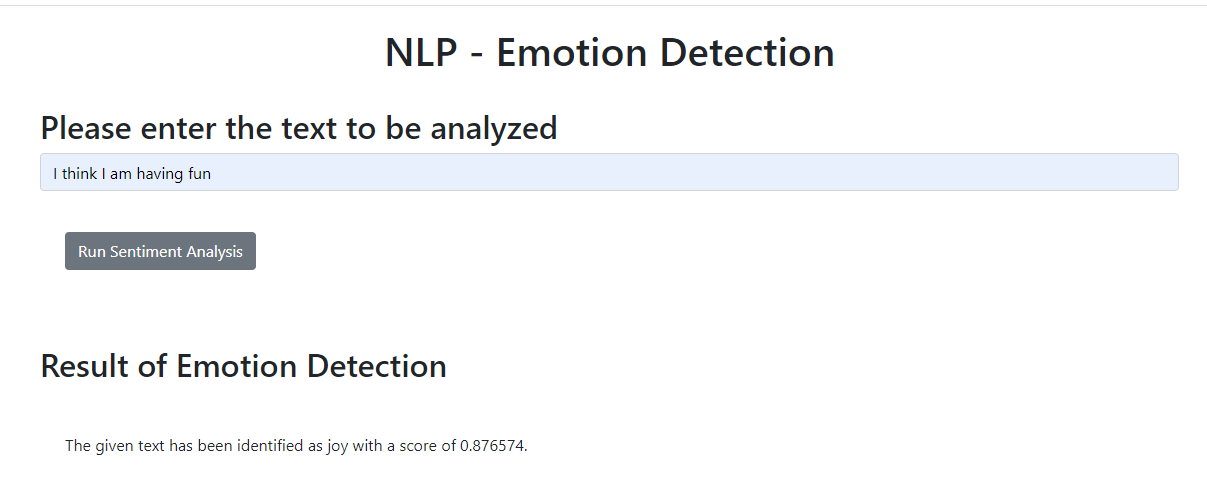 NLP - Emotion Detection
Please enter the text to be analyzed
I think I am having fun
Run Sentiment Analysis
Result of Emotion Detection
The given text has been identified as joy with a score of 0.876574.